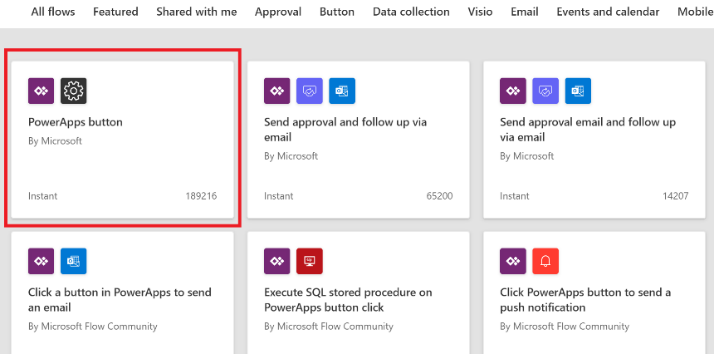 All flows Featured Shared with me Approval Button Data collection Visio Email Events and calendar Mobile
PowerApps button
By Microsoft
Instant 189216
Send approval and follow up via
email
By Microsoft
Instant 65200
Send approval email and follow up
via email
By Microsoft
Instant 14207
Click a button in PowerApps to send
an email
By Microsoft Flow Community
Execute SQL stored procedure on
PowerApps button click
By Microsoft Flow Community
Click PowerApps button to send a
push notification
By Microsoft Flow Community